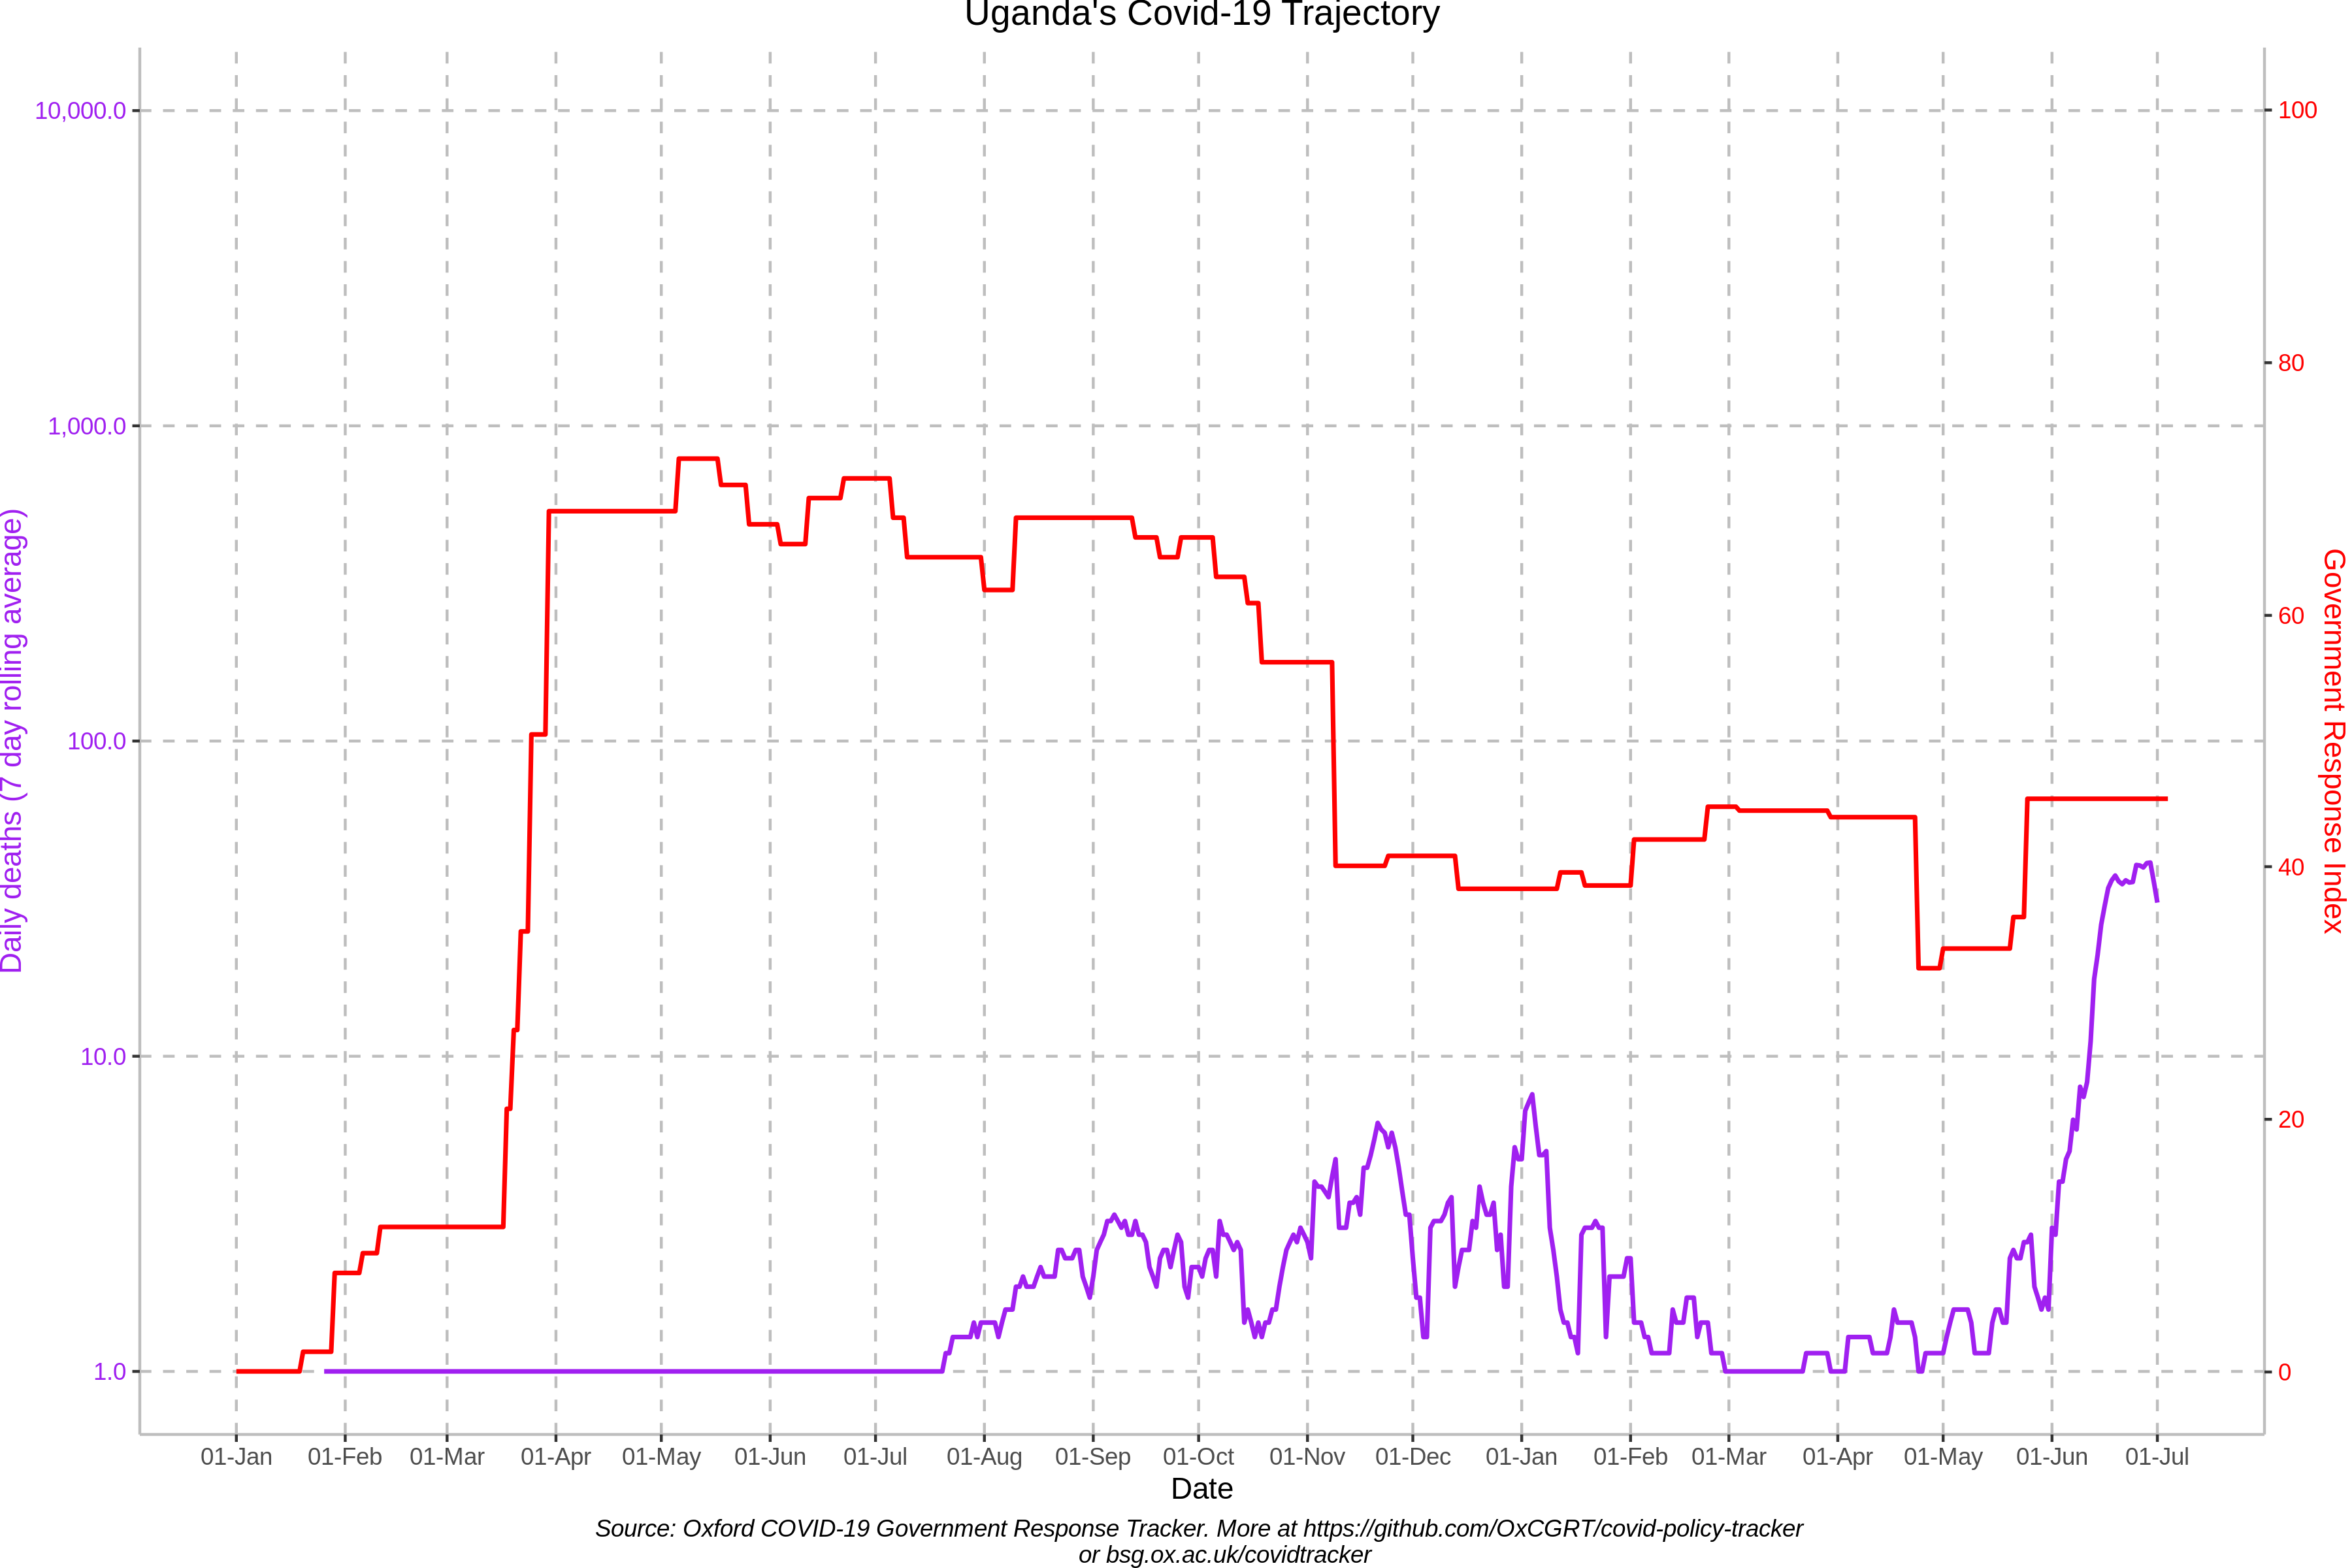 Uganda's Covid-19 Trajectory
10,000.0
1,000.0
100.0
10.0
1.0
Daily deaths (7 day rolling average)
100
80
60
40
20
0
Government Response Index
01-Jan 01-Feb 01-Mar 01-Apr 01-May 01-Jun 01-Jul 01-Aug 01-Sep 01-Oct 01-Nov 01-Dec 01-Jan 01-Feb 01-Mar 01-Apr 01-May 01-Jun 01-Jul
Date
Source: Oxford COVID-19 Government Response Tracker. More at https://github.com/OxCGRT/covid-policy-tracker
or bsg.ox.ac.uk/covidtracker